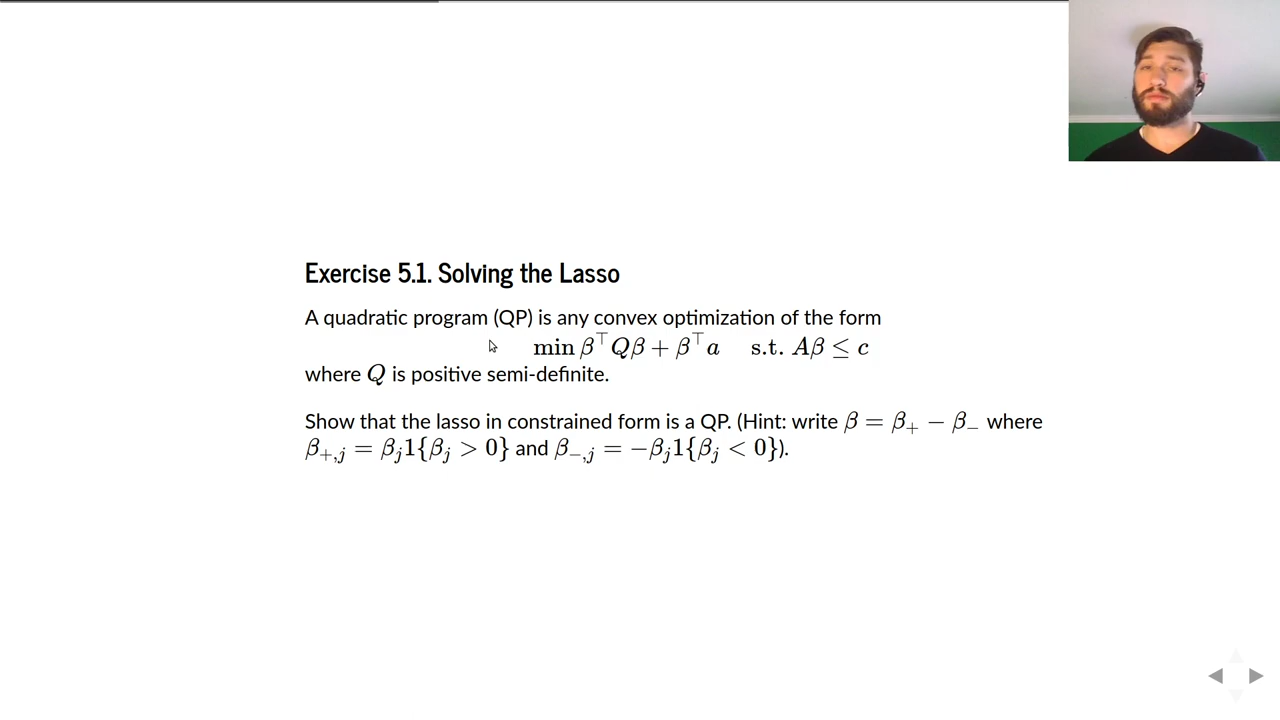 Exercise 5.1. Solving the Lasso
A quadratic program (QP) is any convex optimization of the form
min β⊤Qβ + β⊤a s.t. Aβ ≤ c
where Q is positive semi-definite.
Show that the lasso in constrained form is a QP. (Hint: write β = β₊ − β₋ where
β₊,ⱼ = βⱼ1{βⱼ > 0} and β₋,ⱼ = −βⱼ1{βⱼ < 0}).